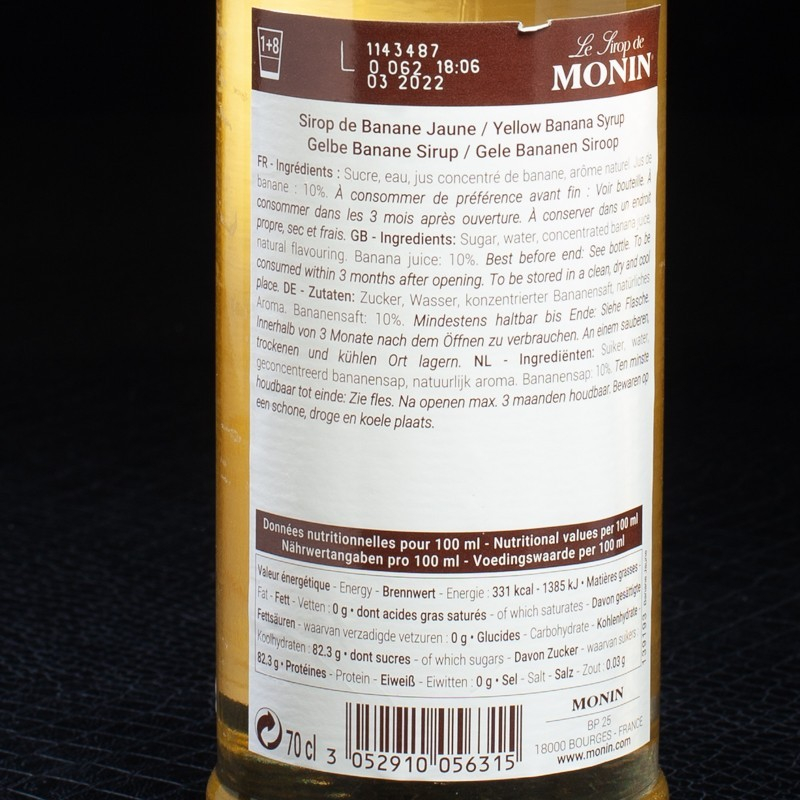 1+8
L 1143487
0 062 18:06
03 2022
Le Sirop de
MONIN
Sirop de Banane Jaune / Yellow Banana Syrup
Gelbe Banane Sirup / Gele Bananen Siroop
FR - Ingrédients : Sucre, eau, jus concentré de banane, arôme naturel. Jus de
banane : 10%. À consommer de préférence avant fin : Voir bouteille. À
consommer dans les 3 mois après ouverture. À conserver dans un endroit
propre, sec et frais. GB - Ingredients: Sugar, water, concentrated banana juice,
natural flavouring. Banana juice: 10%. Best before end: See bottle. To be
consumed within 3 months after opening. To be stored in a clean, dry and cool
place. DE - Zutaten: Zucker, Wasser, konzentrierter Bananensaft, natürliches
Aroma. Bananensaft: 10%. Mindestens haltbar bis Ende: Siehe Flasche.
Innerhalb von 3 Monate nach dem Öffnen zu verbrauchen. An einem sauberen,
trockenen und kühlen Ort lagern. NL - Ingrediënten: Suiker, water,
geconcentreerd bananensap, natuurlijk aroma. Bananensap: 10%. Ten minste
houdbaar tot einde: Zie fles. Na openen max. 3 maanden houdbaar. Bewaren op
een schone, droge en koele plaats.
Données nutritionnelles pour 100 ml - Nutritional values per 100 ml
Nährwertangaben pro 100 ml - Voedingswaarde per 100 ml
Valeur énergétique - Energy - Brennwert - Energie : 331 kcal - 1385 kJ • Matières grasses -
Fat - Fett - Vetten : 0 g • dont acides gras saturés - of which saturates - Davon gesättigte
Fettsäuren - waarvan verzadigde vetzuren : 0 g • Glucides - Carbohydrate - Kohlenhydrate -
Koolhydraten : 82.3 g • dont sucres - of which sugars - Davon Zucker - waarvan suikers :
82.3 g • Protéines - Protein - Eiweiß - Eiwitten : 0 g • Sel - Salt - Salz - Zout : 0.03 g
70 cl
3 052910 056315
MONIN
BP 25
18000 BOURGES - FRANCE
www.monin.com